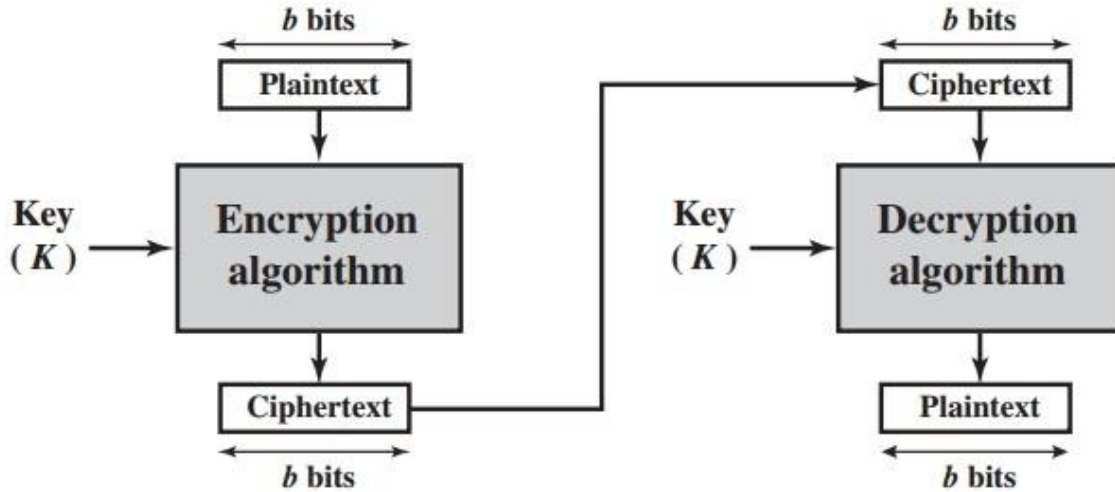 b bits
Plaintext
Key
( K )
Encryption
algorithm
Ciphertext
b bits
b bits
Ciphertext
Key
( K )
Decryption
algorithm
Plaintext
b bits